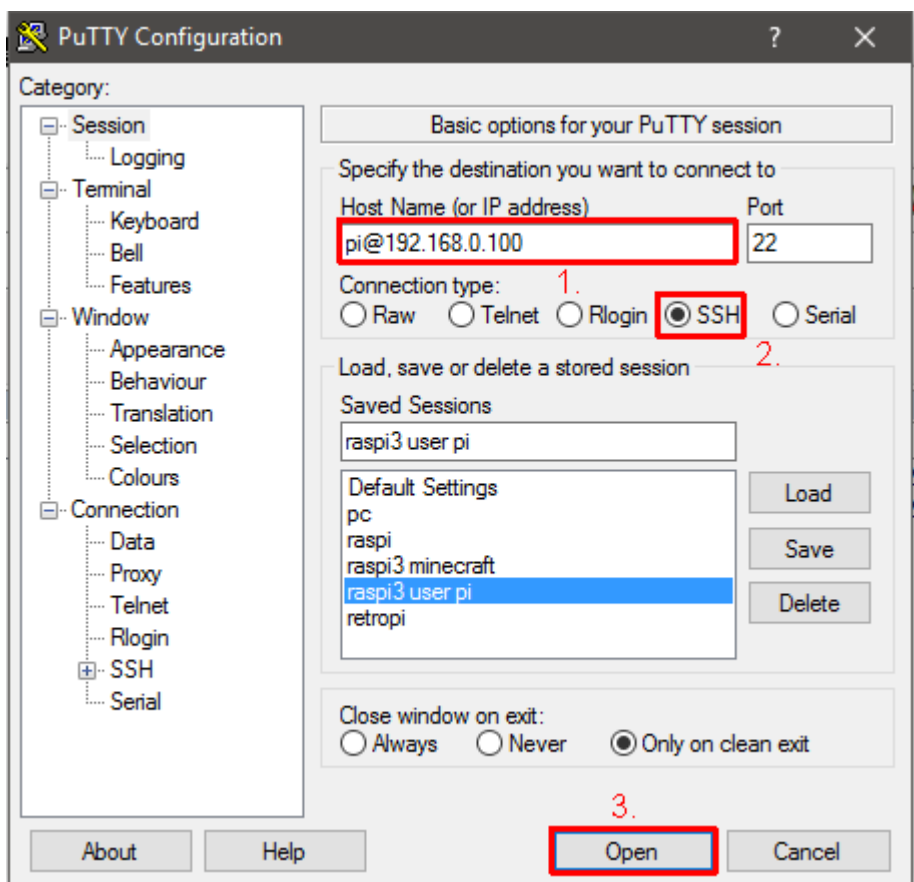 PuTTY Configuration
?
Category:
Session
Logging
Terminal
Keyboard
Bell
Features
Window
Appearance
Behaviour
Translation
Selection
Colours
Connection
Data
Proxy
Telnet
Rlogin
SSH
Serial
Basic options for your PuTTY session
Specify the destination you want to connect to
Host Name (or IP address) Port
pi@192.168.0.100 22
Connection type: 1.
Raw Telnet Rlogin SSH Serial
2.
Load, save or delete a stored session
Saved Sessions
raspi3 user pi
Default Settings
pc
raspi
raspi3 minecraft
raspi3 user pi
retropi
Load
Save
Delete
Close window on exit:
Always Never Only on clean exit
3.
About Help Open Cancel